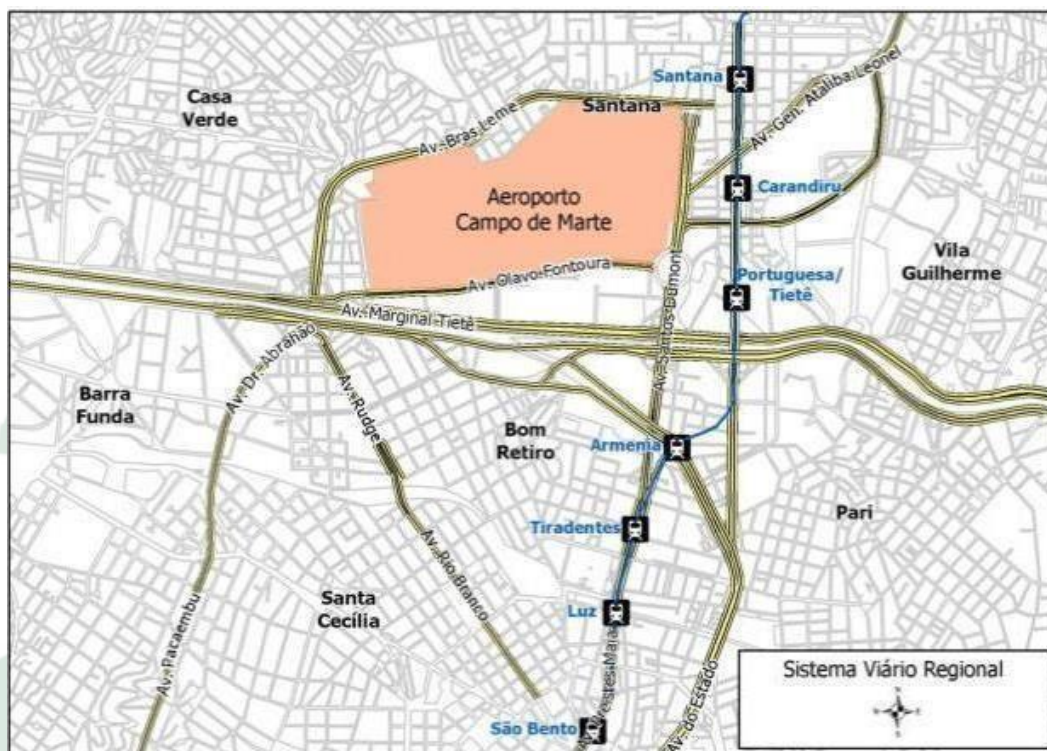 Santana
Santana
Av. Gen. Ataliba Leonel
Casa
Verde
Av. Bras Leme
Carandiru
Aeroporto
Campo de Marte
Vila
Guilherme
Av. Olavo Fontoura
Portuguesa/
Tietê
Av. Marginal Tietê
Av. Santos Dumont
Av. Dr. Abrahão
Barra
Funda
Av. Rudge
Bom
Retiro
Armenia
Pari
Tiradentes
Av. Rio Branco
Santa
Cecília
Luz
Av. Pacaembu
Sistema Viário Regional
São Bento
Maia
Av. do Estado